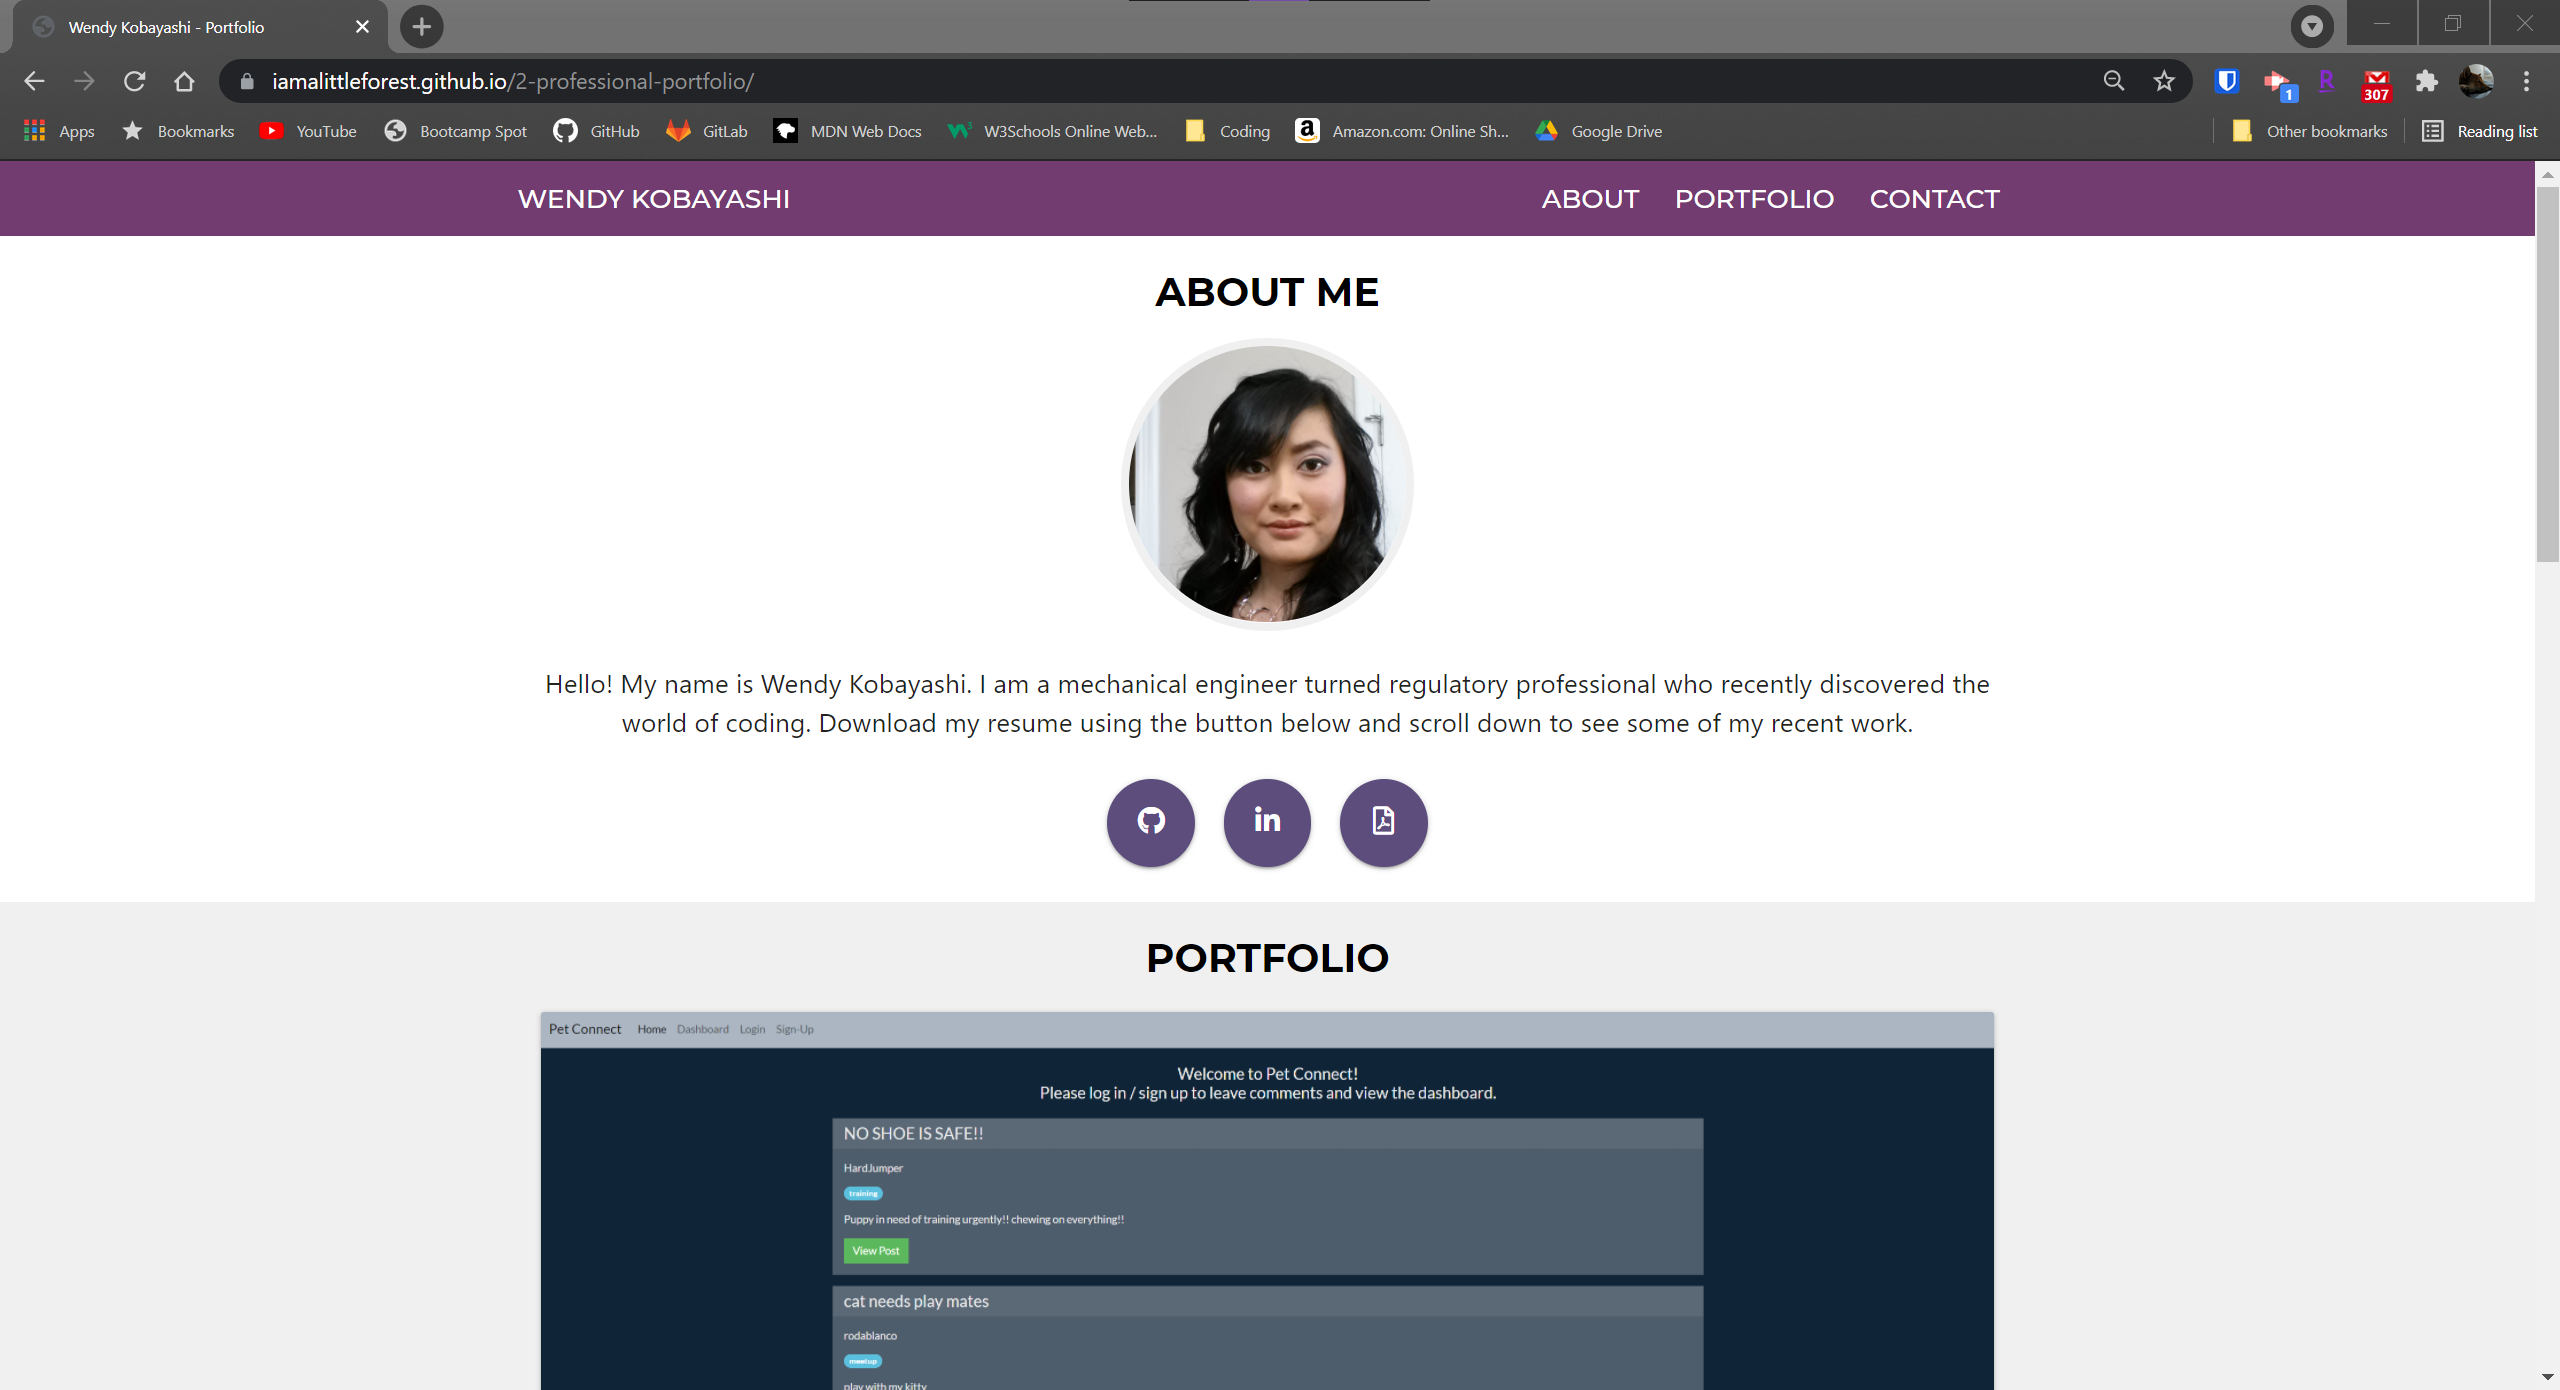 Wendy Kobayashi - Portfolio
iamalittleforest.github.io/2-professional-portfolio/
1
R
307
Apps
Bookmarks
YouTube
Bootcamp Spot
GitHub
GitLab
MDN Web Docs
W3Schools Online Web...
Coding
Amazon.com: Online Sh...
Google Drive
Other bookmarks
Reading list
WENDY KOBAYASHI
ABOUT
PORTFOLIO
CONTACT
ABOUT ME
Hello! My name is Wendy Kobayashi. I am a mechanical engineer turned regulatory professional who recently discovered the
world of coding. Download my resume using the button below and scroll down to see some of my recent work.
in
PORTFOLIO
Pet Connect
Home
Dashboard
Login
Sign-Up
Welcome to Pet Connect!
Please log in / sign up to leave comments and view the dashboard.
NO SHOE IS SAFE!!
HardJumper
training
Puppy in need of training urgently!! chewing on everything!!
View Post
cat needs play mates
rodablanco
meetup
play with my kitty